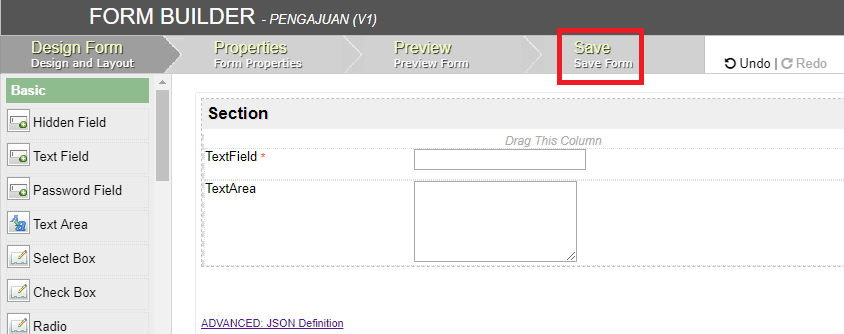 FORM BUILDER - PENGAJUAN (V1)
Design Form
Design and Layout
Properties
Form Properties
Preview
Preview Form
Save
Save Form
Undo | Redo
Basic
Hidden Field
Text Field
Password Field
Text Area
Select Box
Check Box
Radio
Section
Drag This Column
TextField *
TextArea
ADVANCED: JSON Definition